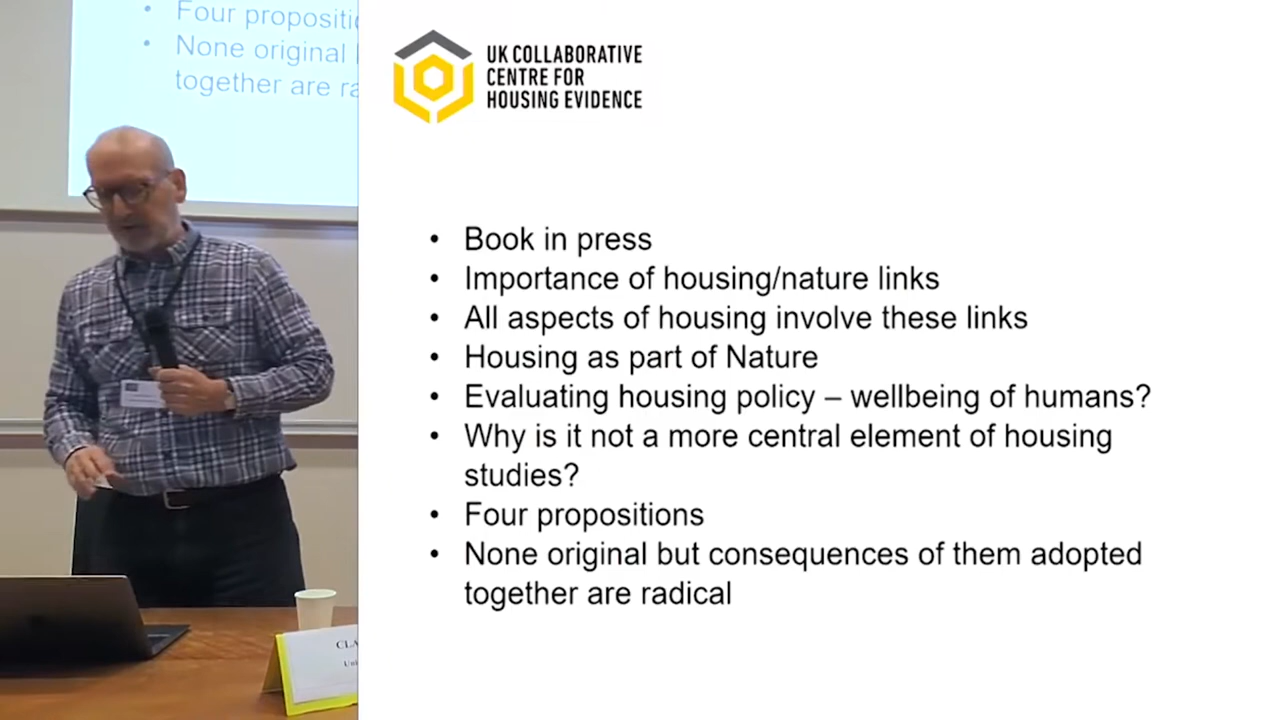 Four
None original
together are
UK COLLABORATIVE
CENTRE FOR
HOUSING EVIDENCE
• Book in press
• Importance of housing/nature links
• All aspects of housing involve these links
• Housing as part of Nature
• Evaluating housing policy – wellbeing of humans?
• Why is it not a more central element of housing
studies?
• Four propositions
• None original but consequences of them adopted
together are radical